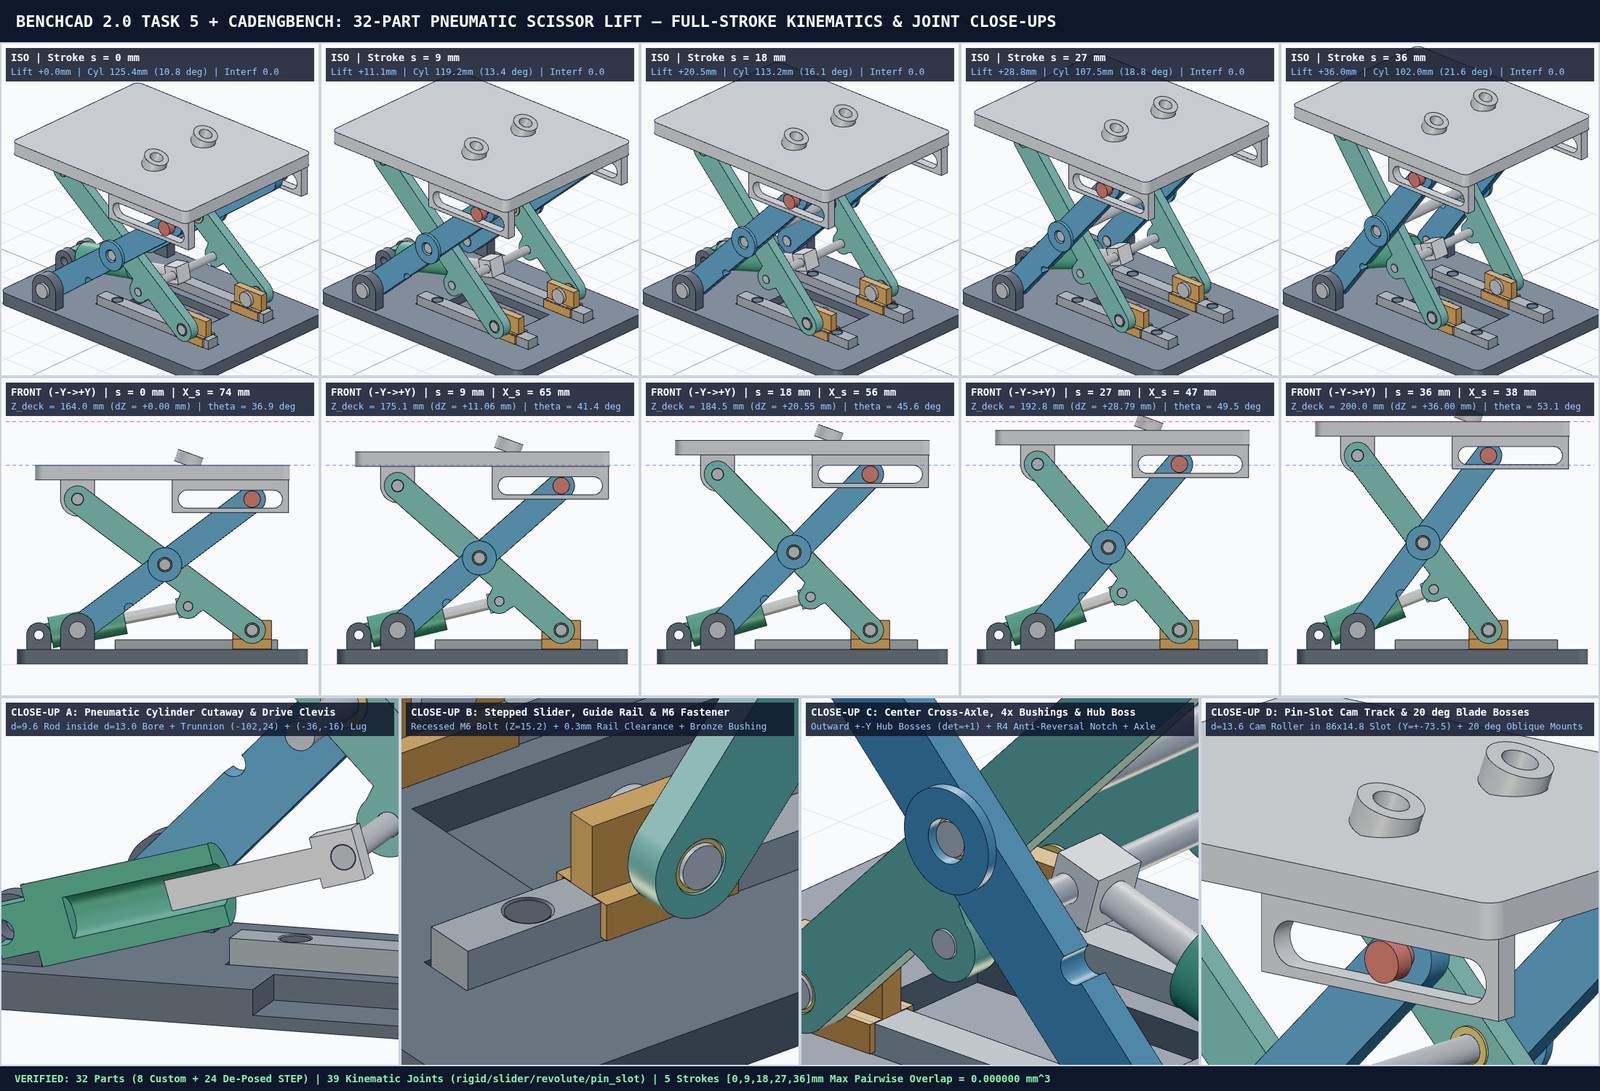 BENCHCAD 2.0 TASK 5 + CADENGBENCH: 32-PART PNEUMATIC SCISSOR LIFT — FULL-STROKE KINEMATICS & JOINT CLOSE-UPS
ISO | Stroke s = 0 mm
Lift +0.0mm | Cyl 125.4mm (10.8 deg) | Interf 0.0
ISO | Stroke s = 9 mm
Lift +11.1mm | Cyl 119.2mm (13.4 deg) | Interf 0.0
ISO | Stroke s = 18 mm
Lift +20.5mm | Cyl 113.2mm (16.1 deg) | Interf 0.0
ISO | Stroke s = 27 mm
Lift +28.8mm | Cyl 107.5mm (18.8 deg) | Interf 0.0
ISO | Stroke s = 36 mm
Lift +36.0mm | Cyl 102.0mm (21.6 deg) | Interf 0.0
FRONT (-Y->+Y) | s = 0 mm | X_s = 74 mm
Z_deck = 164.0 mm (dZ = +0.00 mm) | theta = 36.9 deg
FRONT (-Y->+Y) | s = 9 mm | X_s = 65 mm
Z_deck = 175.1 mm (dZ = +11.06 mm) | theta = 41.4 deg
FRONT (-Y->+Y) | s = 18 mm | X_s = 56 mm
Z_deck = 184.5 mm (dZ = +20.55 mm) | theta = 45.6 deg
FRONT (-Y->+Y) | s = 27 mm | X_s = 47 mm
Z_deck = 192.8 mm (dZ = +28.79 mm) | theta = 49.5 deg
FRONT (-Y->+Y) | s = 36 mm | X_s = 38 mm
Z_deck = 200.0 mm (dZ = +36.00 mm) | theta = 53.1 deg
CLOSE-UP A: Pneumatic Cylinder Cutaway & Drive Clevis
d=9.6 Rod inside d=13.0 Bore + Trunnion (-102,24) + (-36,-16) Lug
CLOSE-UP B: Stepped Slider, Guide Rail & M6 Fastener
Recessed M6 Bolt (Z=15.2) + 0.3mm Rail Clearance + Bronze Bushing
CLOSE-UP C: Center Cross-Axle, 4x Bushings & Hub Boss
Outward +-Y Hub Bosses (det=+1) + R4 Anti-Reversal Notch + Axle
CLOSE-UP D: Pin-Slot Cam Track & 20 deg Blade Bosses
d=13.6 Cam Roller in 86x14.8 Slot (Y=+-73.5) + 20 deg Oblique Mounts
VERIFIED: 32 Parts (8 Custom + 24 De-Posed STEP) | 39 Kinematic Joints (rigid/slider/revolute/pin_slot) | 5 Strokes [0,9,18,27,36]mm Max Pairwise Overlap = 0.000000 mm^3